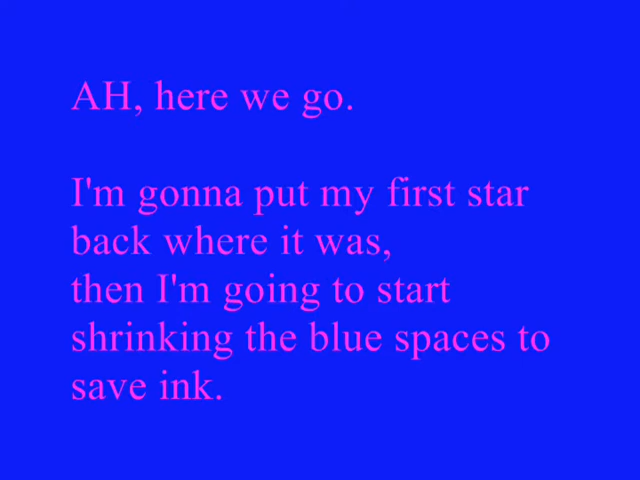 AH, here we go.
I'm gonna put my first star
back where it was,
then I'm going to start
shrinking the blue spaces to
save ink.